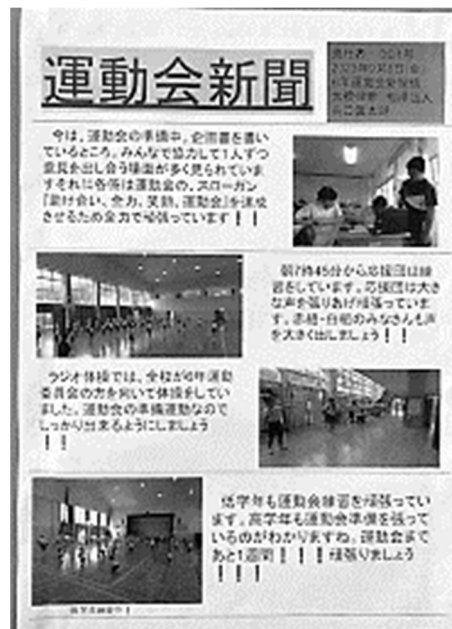 運動会新聞
今は、運動会の準備中。企画書を書い
ているところ。みんなで協力して1人ずつ
意見を出し合う場面が多く見られていま
すそれに各係は運動会の、スローガン
『助け合い、全力、笑顔、運動会』を達成
させるため全力で頑張っています！！
朝7時45分から応援団は練
習をしています。応援団は大き
な声を張りあげ頑張っていま
す。赤組・白組のみなさんも声
を大きく出しましょう！！
ラジオ体操では、全校が6年運動
委員会の方を向いて体操をしてい
ました。運動会の準備運動なので
しっかり出来るようにしましょう
！！
低学年も運動会練習を頑張ってい
ます。高学年も運動会準備を張って
いるのがわかりますね。運動会まで
あと1週間！！！頑張りましょう
！！！